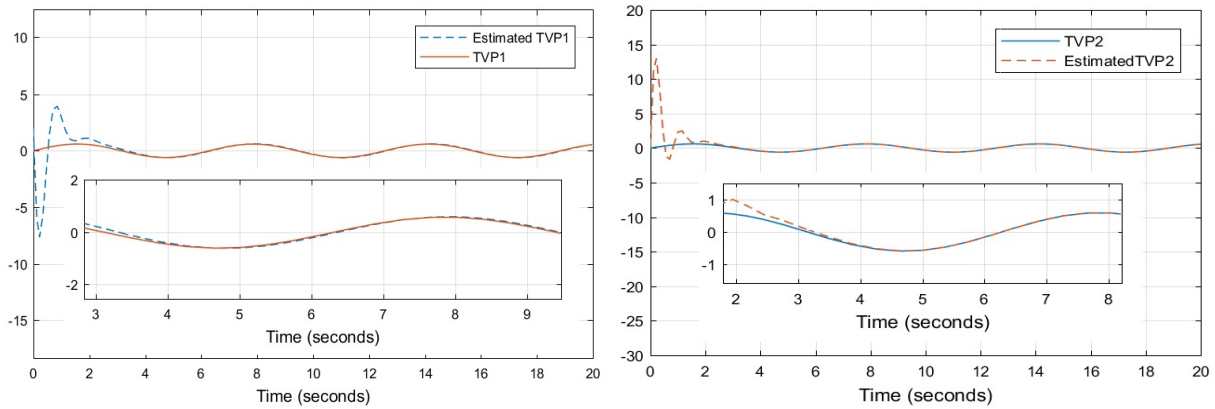 10
5
0
-5
-10
-15
Estimated TVP1
TVP1
2
0
-2
3 4 5 6 7 8 9
Time (seconds)
0 2 4 6 8 10 12 14 16 18 20
Time (seconds)
20
15
10
5
0
-5
-10
-15
-20
-25
-30
TVP2
EstimatedTVP2
1
0
-1
2 3 4 5 6 7 8
Time (seconds)
0 2 4 6 8 10 12 14 16 18 20
Time (seconds)